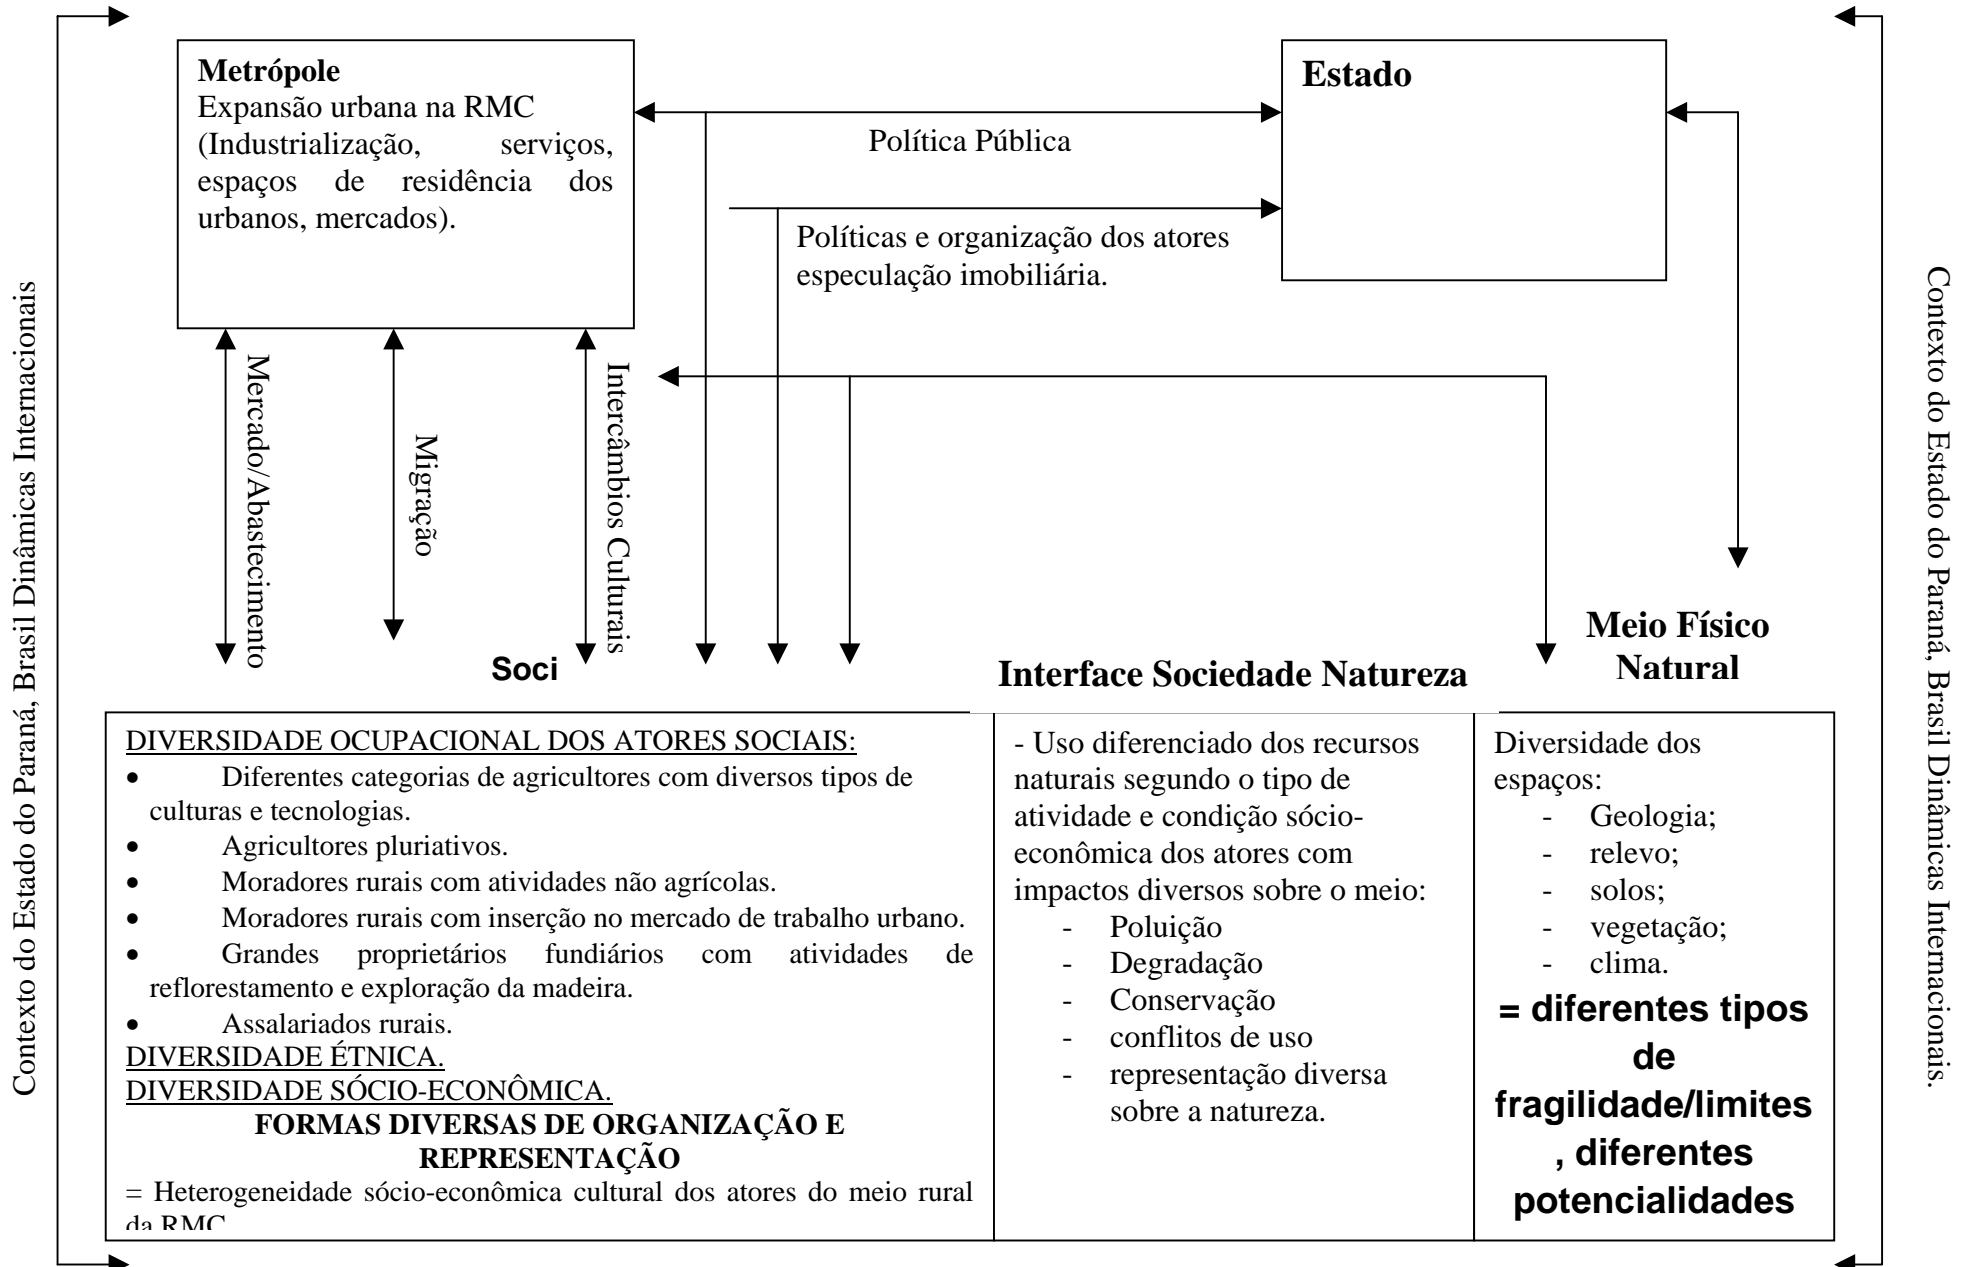 Metrópole
Expansão urbana na RMC
(Industrialização, serviços,
espaços de residência dos
urbanos, mercados).
Estado
Política Pública
Políticas e organização dos atores
especulação imobiliária.
Contexto do Estado do Paraná, Brasil Dinâmicas Internacionais
Mercado/Abastecimento
Migração
Intercâmbios Culturais
Contexto do Estado do Paraná, Brasil Dinâmicas Internacionais.
Soci
Interface Sociedade Natureza
Meio Físico
Natural
DIVERSIDADE OCUPACIONAL DOS ATORES SOCIAIS:
• Diferentes categorias de agricultores com diversos tipos de
culturas e tecnologias.
• Agricultores pluriativos.
• Moradores rurais com atividades não agrícolas.
• Moradores rurais com inserção no mercado de trabalho urbano.
• Grandes proprietários fundiários com atividades de
reflorestamento e exploração da madeira.
• Assalariados rurais.
DIVERSIDADE ÉTNICA.
DIVERSIDADE SÓCIO-ECONÔMICA.
FORMAS DIVERSAS DE ORGANIZAÇÃO E
REPRESENTAÇÃO
= Heterogeneidade sócio-econômica cultural dos atores do meio rural
da RMC
- Uso diferenciado dos recursos
naturais segundo o tipo de
atividade e condição sócio-
econômica dos atores com
impactos diversos sobre o meio:
- Poluição
- Degradação
- Conservação
- conflitos de uso
- representação diversa
sobre a natureza.
Diversidade dos
espaços:
- Geologia;
- relevo;
- solos;
- vegetação;
- clima.
= diferentes tipos
de
fragilidade/limites
, diferentes
potencialidades